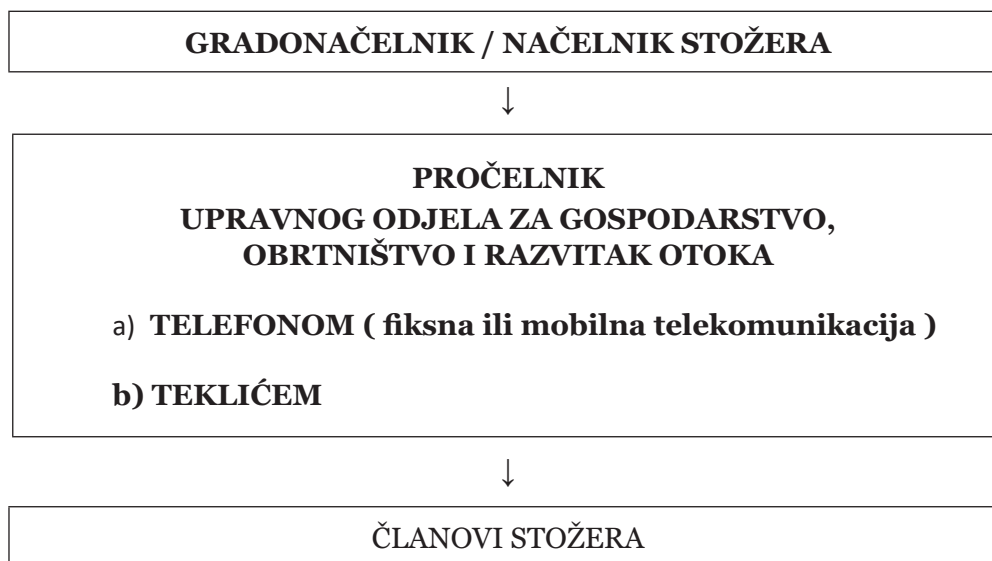 GRADONAČELNIK / NAČELNIK STOŽERA
↓
PROČELNIK
UPRAVNOG ODJELA ZA GOSPODARSTVO,
OBRTNIŠTVO I RAZVITAK OTOKA
a) TELEFONOM ( fiksna ili mobilna telekomunikacija )
b) TEKLIĆEM
↓
ČLANOVI STOŽERA